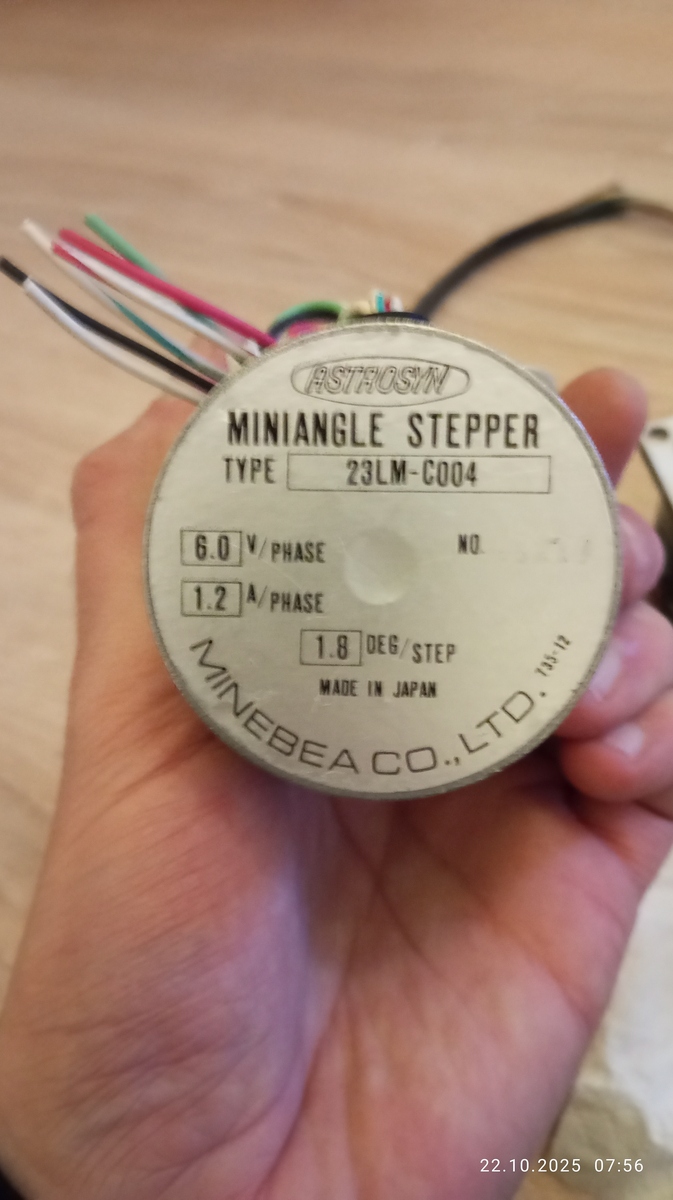 ASTROSYN
MINIANGLE STEPPER
TYPE 23LM-C004
6.0 V/PHASE
NO.
1.2 A/PHASE
1.8 DEG/STEP
MADE IN JAPAN
MINEBEA CO., LTD.
T35-12
22.10.2025 07:56